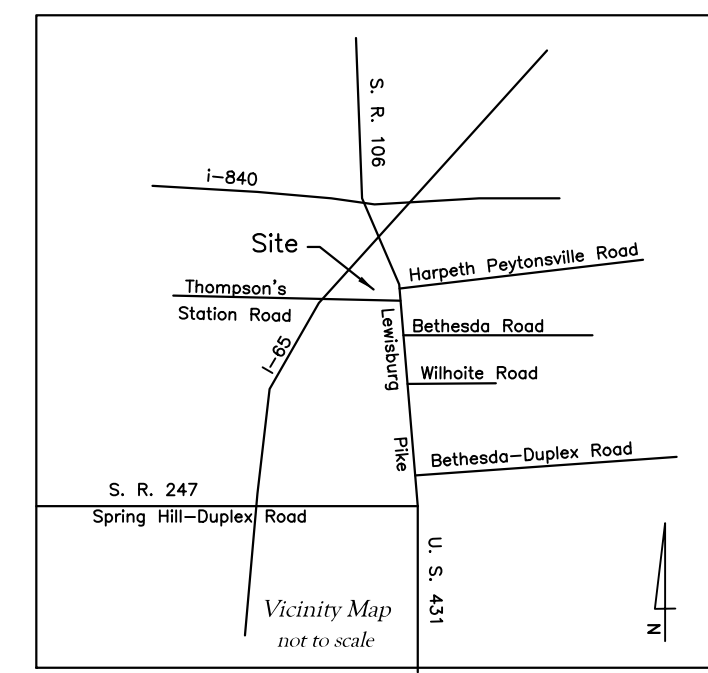 S. R. 106
i-840
Site
Harpeth Peytonsville Road
Thompson's
Station Road
Lewisburg
Pike
Bethesda Road
I-65
Wilhoite Road
Bethesda-Duplex Road
S. R. 247
Spring Hill-Duplex Road
U. S. 431
Vicinity Map
not to scale
N